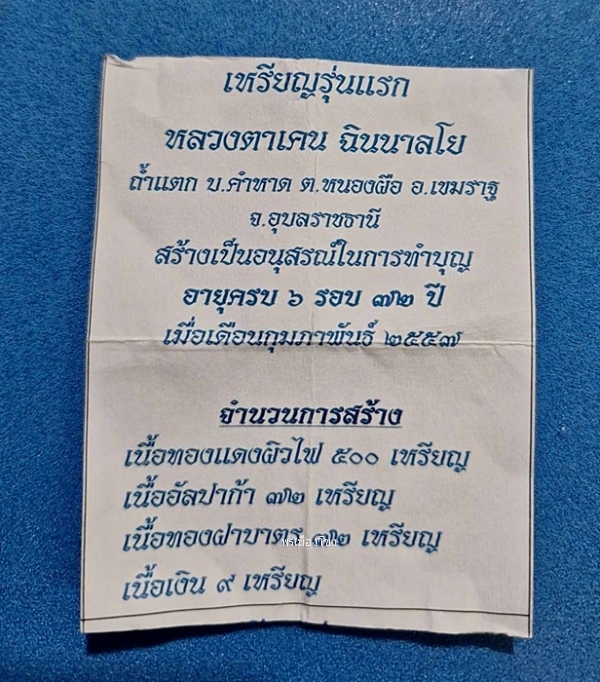 เหรียญรุ่นแรก
หลวงตาเคน ฉินนาลโย
ถ้ำแตก บ.คำหาด ต.หนองผือ อ.เขมราฐ
จ.อุบลราชธานี
สร้างเป็นอนุสรณ์ในการทำบุญ
อายุครบ ๖ รอบ ๗๒ ปี
เมื่อเดือนกุมภาพันธ์ ๒๕๕๗
จำนวนการสร้าง
เนื้อทองแดงผิวไฟ ๕๐๐ เหรียญ
เนื้ออัลปาก้า ๗๒ เหรียญ
เนื้อทองฝาบาตร ๗๒ เหรียญ
เนื้อเงิน ๙ เหรียญ